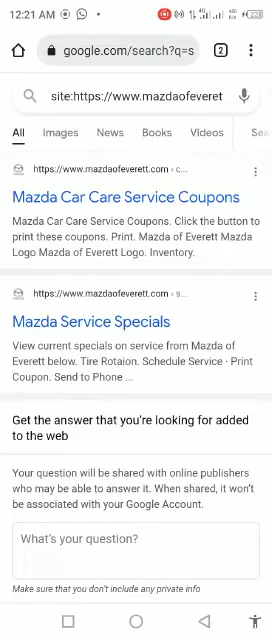 12:21 AM
google.com/search?q=s
2
site:https://www.mazdaofeveret
All Images News Books Videos Sea
https://www.mazdaofeverett.com › c...
Mazda Car Care Service Coupons
Mazda Car Care Service Coupons. Click the button to
print these coupons. Print. Mazda of Everett Mazda
Logo Mazda of Everett Logo. Inventory.
https://www.mazdaofeverett.com › s...
Mazda Service Specials
View current specials on service from Mazda of
Everett below. Tire Rotaion. Schedule Service · Print
Coupon. Send to Phone ...
Get the answer that you're looking for added
to the web
Your question will be shared with online publishers
who may be able to answer it. When shared, it won't
be associated with your Google Account.
What's your question?
Make sure that you don't include any private info